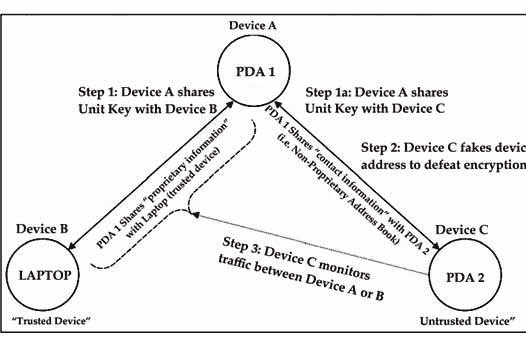 Device A
PDA 1
Step 1: Device A shares
Unit Key with Device B
Step 1a: Device A shares
Unit Key with Device C
PDA 1 Shares "proprietary information"
with Laptop (trusted device)
PDA 1 Shares "contact information" with PDA 2
(i.e. Non-Proprietary Address Book)
Step 2: Device C fakes devic
address to defeat encryption
Device B
LAPTOP
"Trusted Device"
Step 3: Device C monitors
traffic between Device A or B
Device C
PDA 2
Untrusted Device"